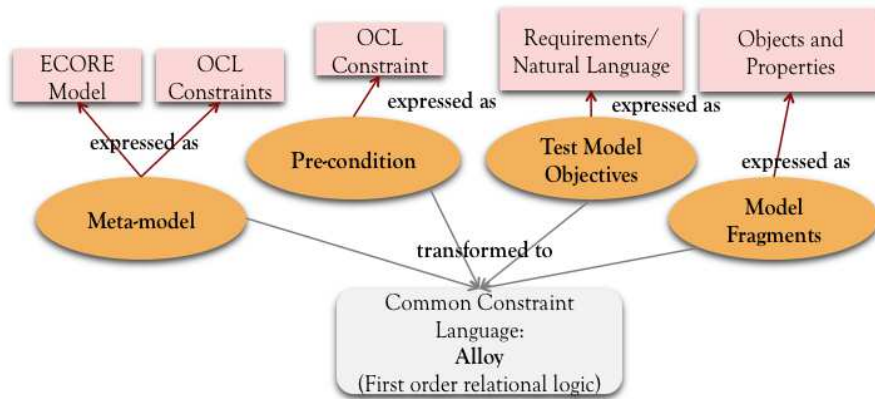 ECORE
Model
OCL
Constraints
OCL
Constraint
Requirements/
Natural Language
Objects and
Properties
expressed as
expressed as
expressed as
expressed as
Meta-model
Pre-condition
Test Model
Objectives
Model
Fragments
transformed to
Common Constraint
Language:
Alloy
(First order relational logic)